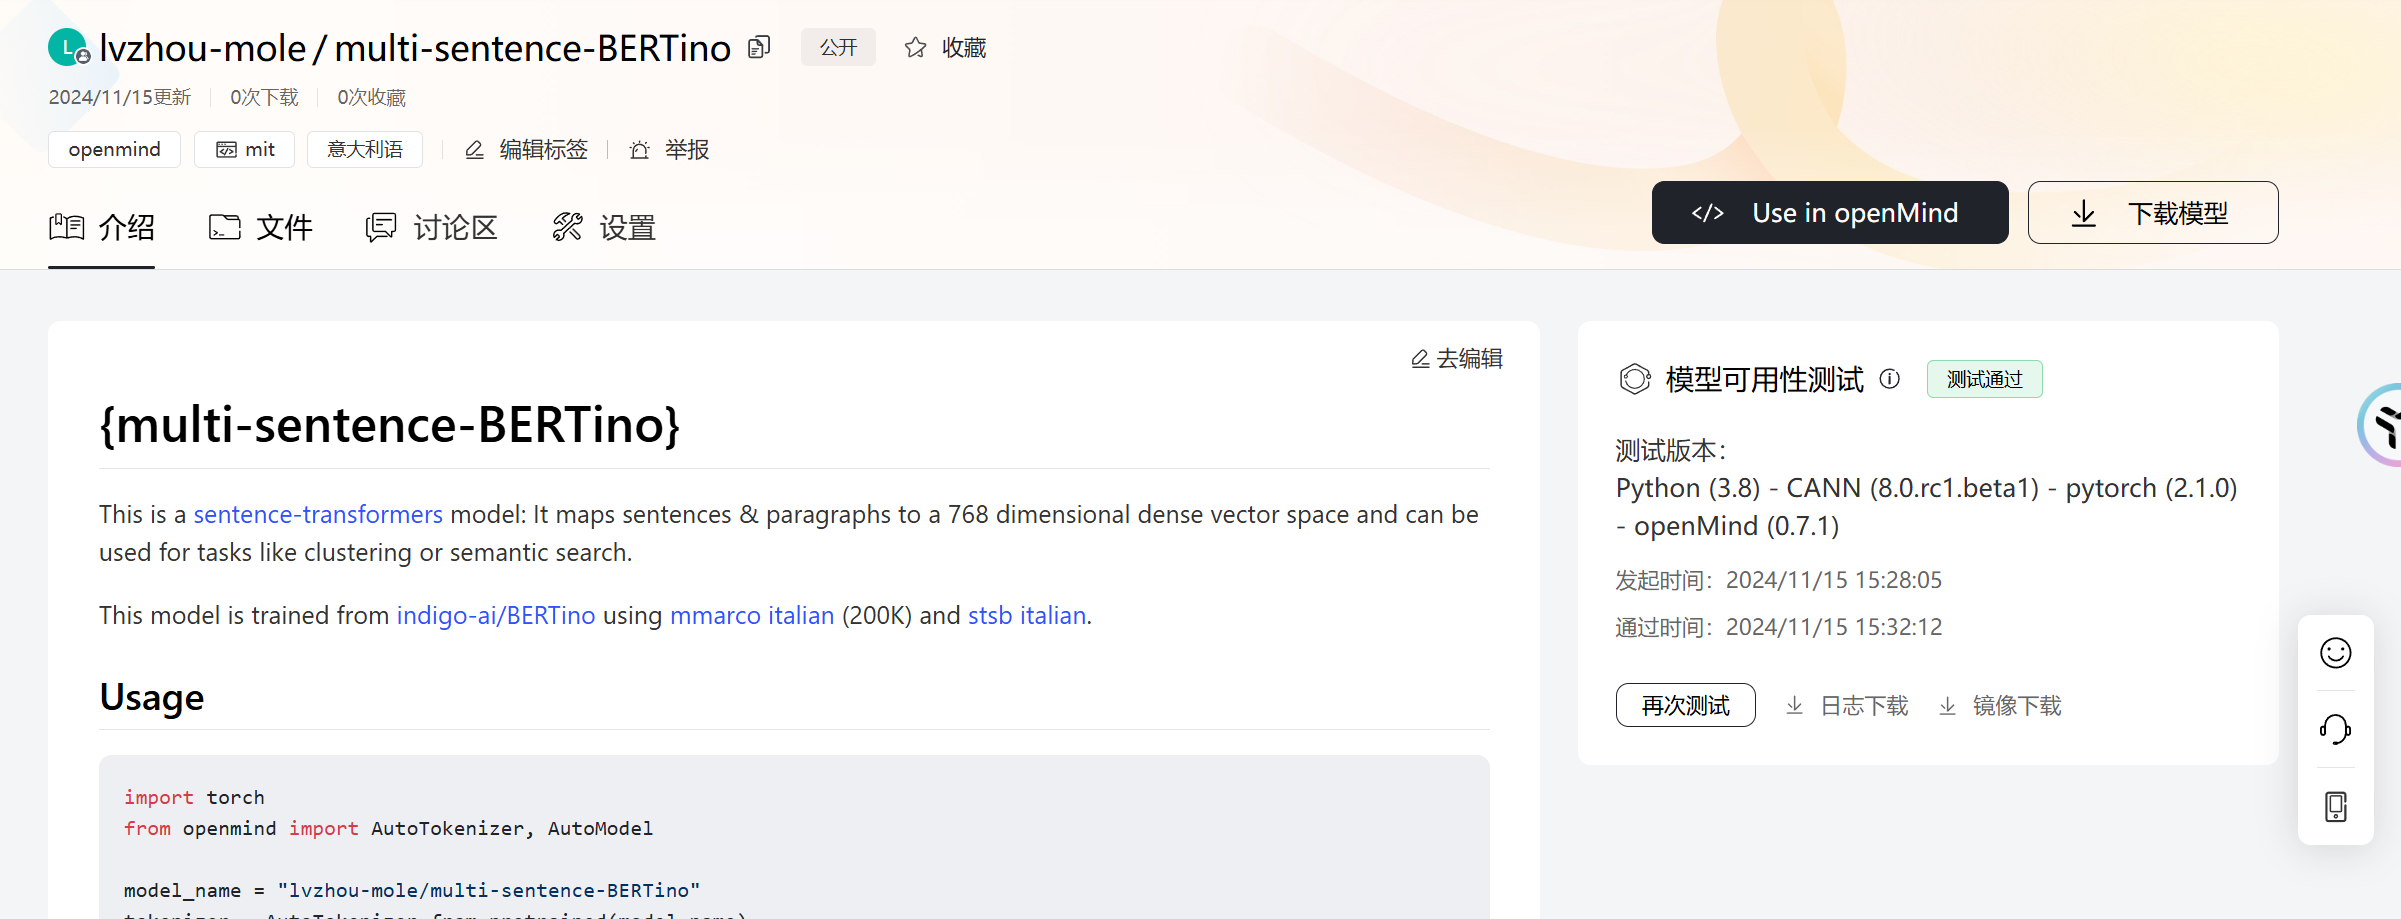 L lvzhou-mole / multi-sentence-BERTino 公开 收藏
2024/11/15更新 0次下载 0次收藏
openmind mit 意大利语 编辑标签 举报
介绍 文件 讨论区 设置
</> Use in openMind 下载模型
去编辑
{multi-sentence-BERTino}
This is a sentence-transformers model: It maps sentences & paragraphs to a 768 dimensional dense vector space and can be
used for tasks like clustering or semantic search.
This model is trained from indigo-ai/BERTino using mmarco italian (200K) and stsb italian.
Usage
import torch
from openmind import AutoTokenizer, AutoModel
model_name = "lvzhou-mole/multi-sentence-BERTino"
tokenizer = AutoTokenizer.from_pretrained(model_name)
模型可用性测试 测试通过
测试版本：
Python (3.8) - CANN (8.0.rc1.beta1) - pytorch (2.1.0)
- openMind (0.7.1)
发起时间：2024/11/15 15:28:05
通过时间：2024/11/15 15:32:12
再次测试 日志下载 镜像下载